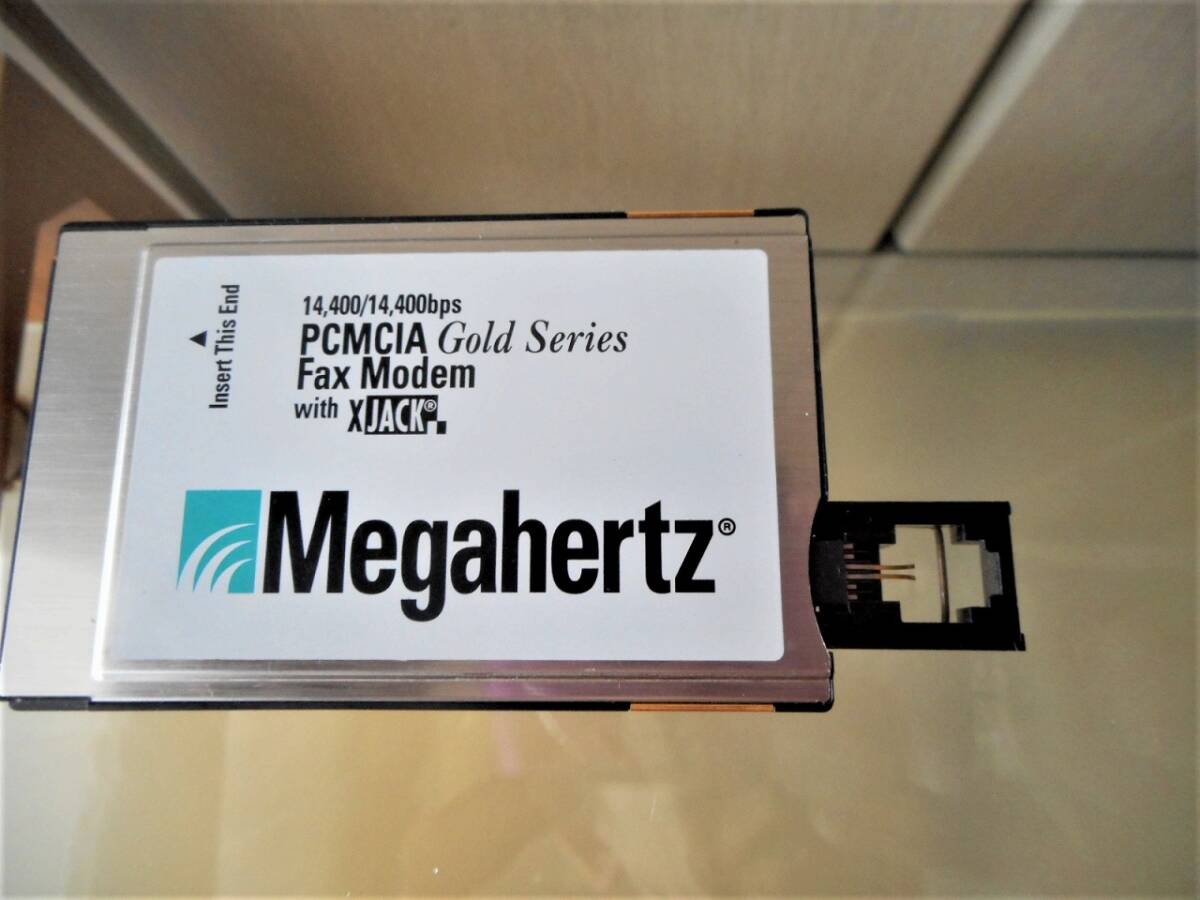 ▲ Insert This End
14,400/14,400bps
PCMCIA Gold Series
Fax Modem
with XJACK®
Megahertz®